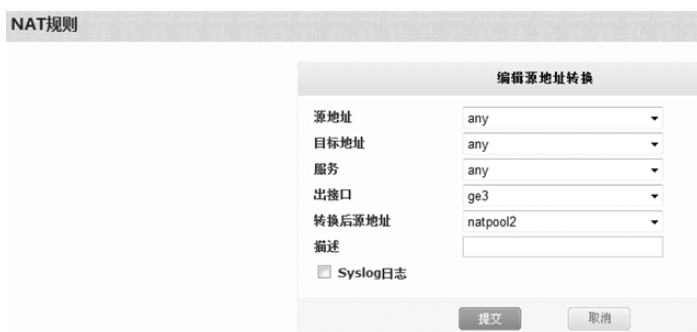 NAT规则
编辑源地址转换
源地址 any
目标地址 any
服务 any
出接口 ge3
转换后源地址 natpool2
描述
Syslog日志
提交 取消